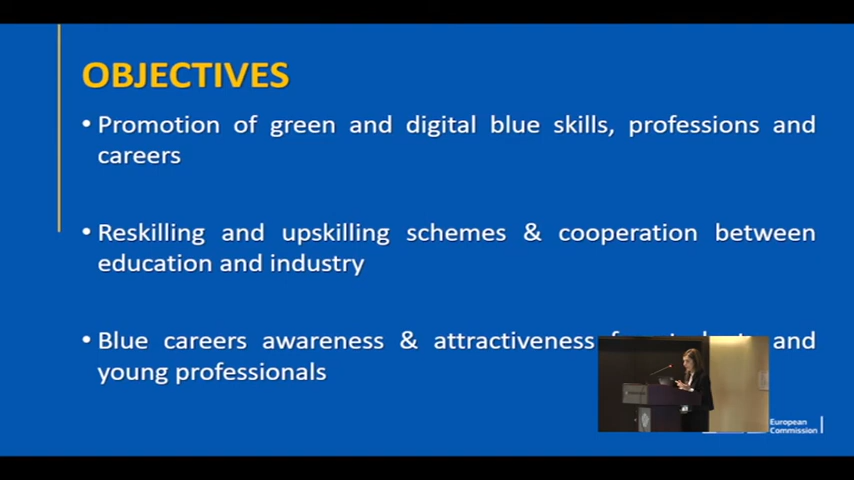 OBJECTIVES
• Promotion of green and digital blue skills, professions and
careers
• Reskilling and upskilling schemes & cooperation between
education and industry
• Blue careers awareness & attractiveness and
young professionals
European
Commission